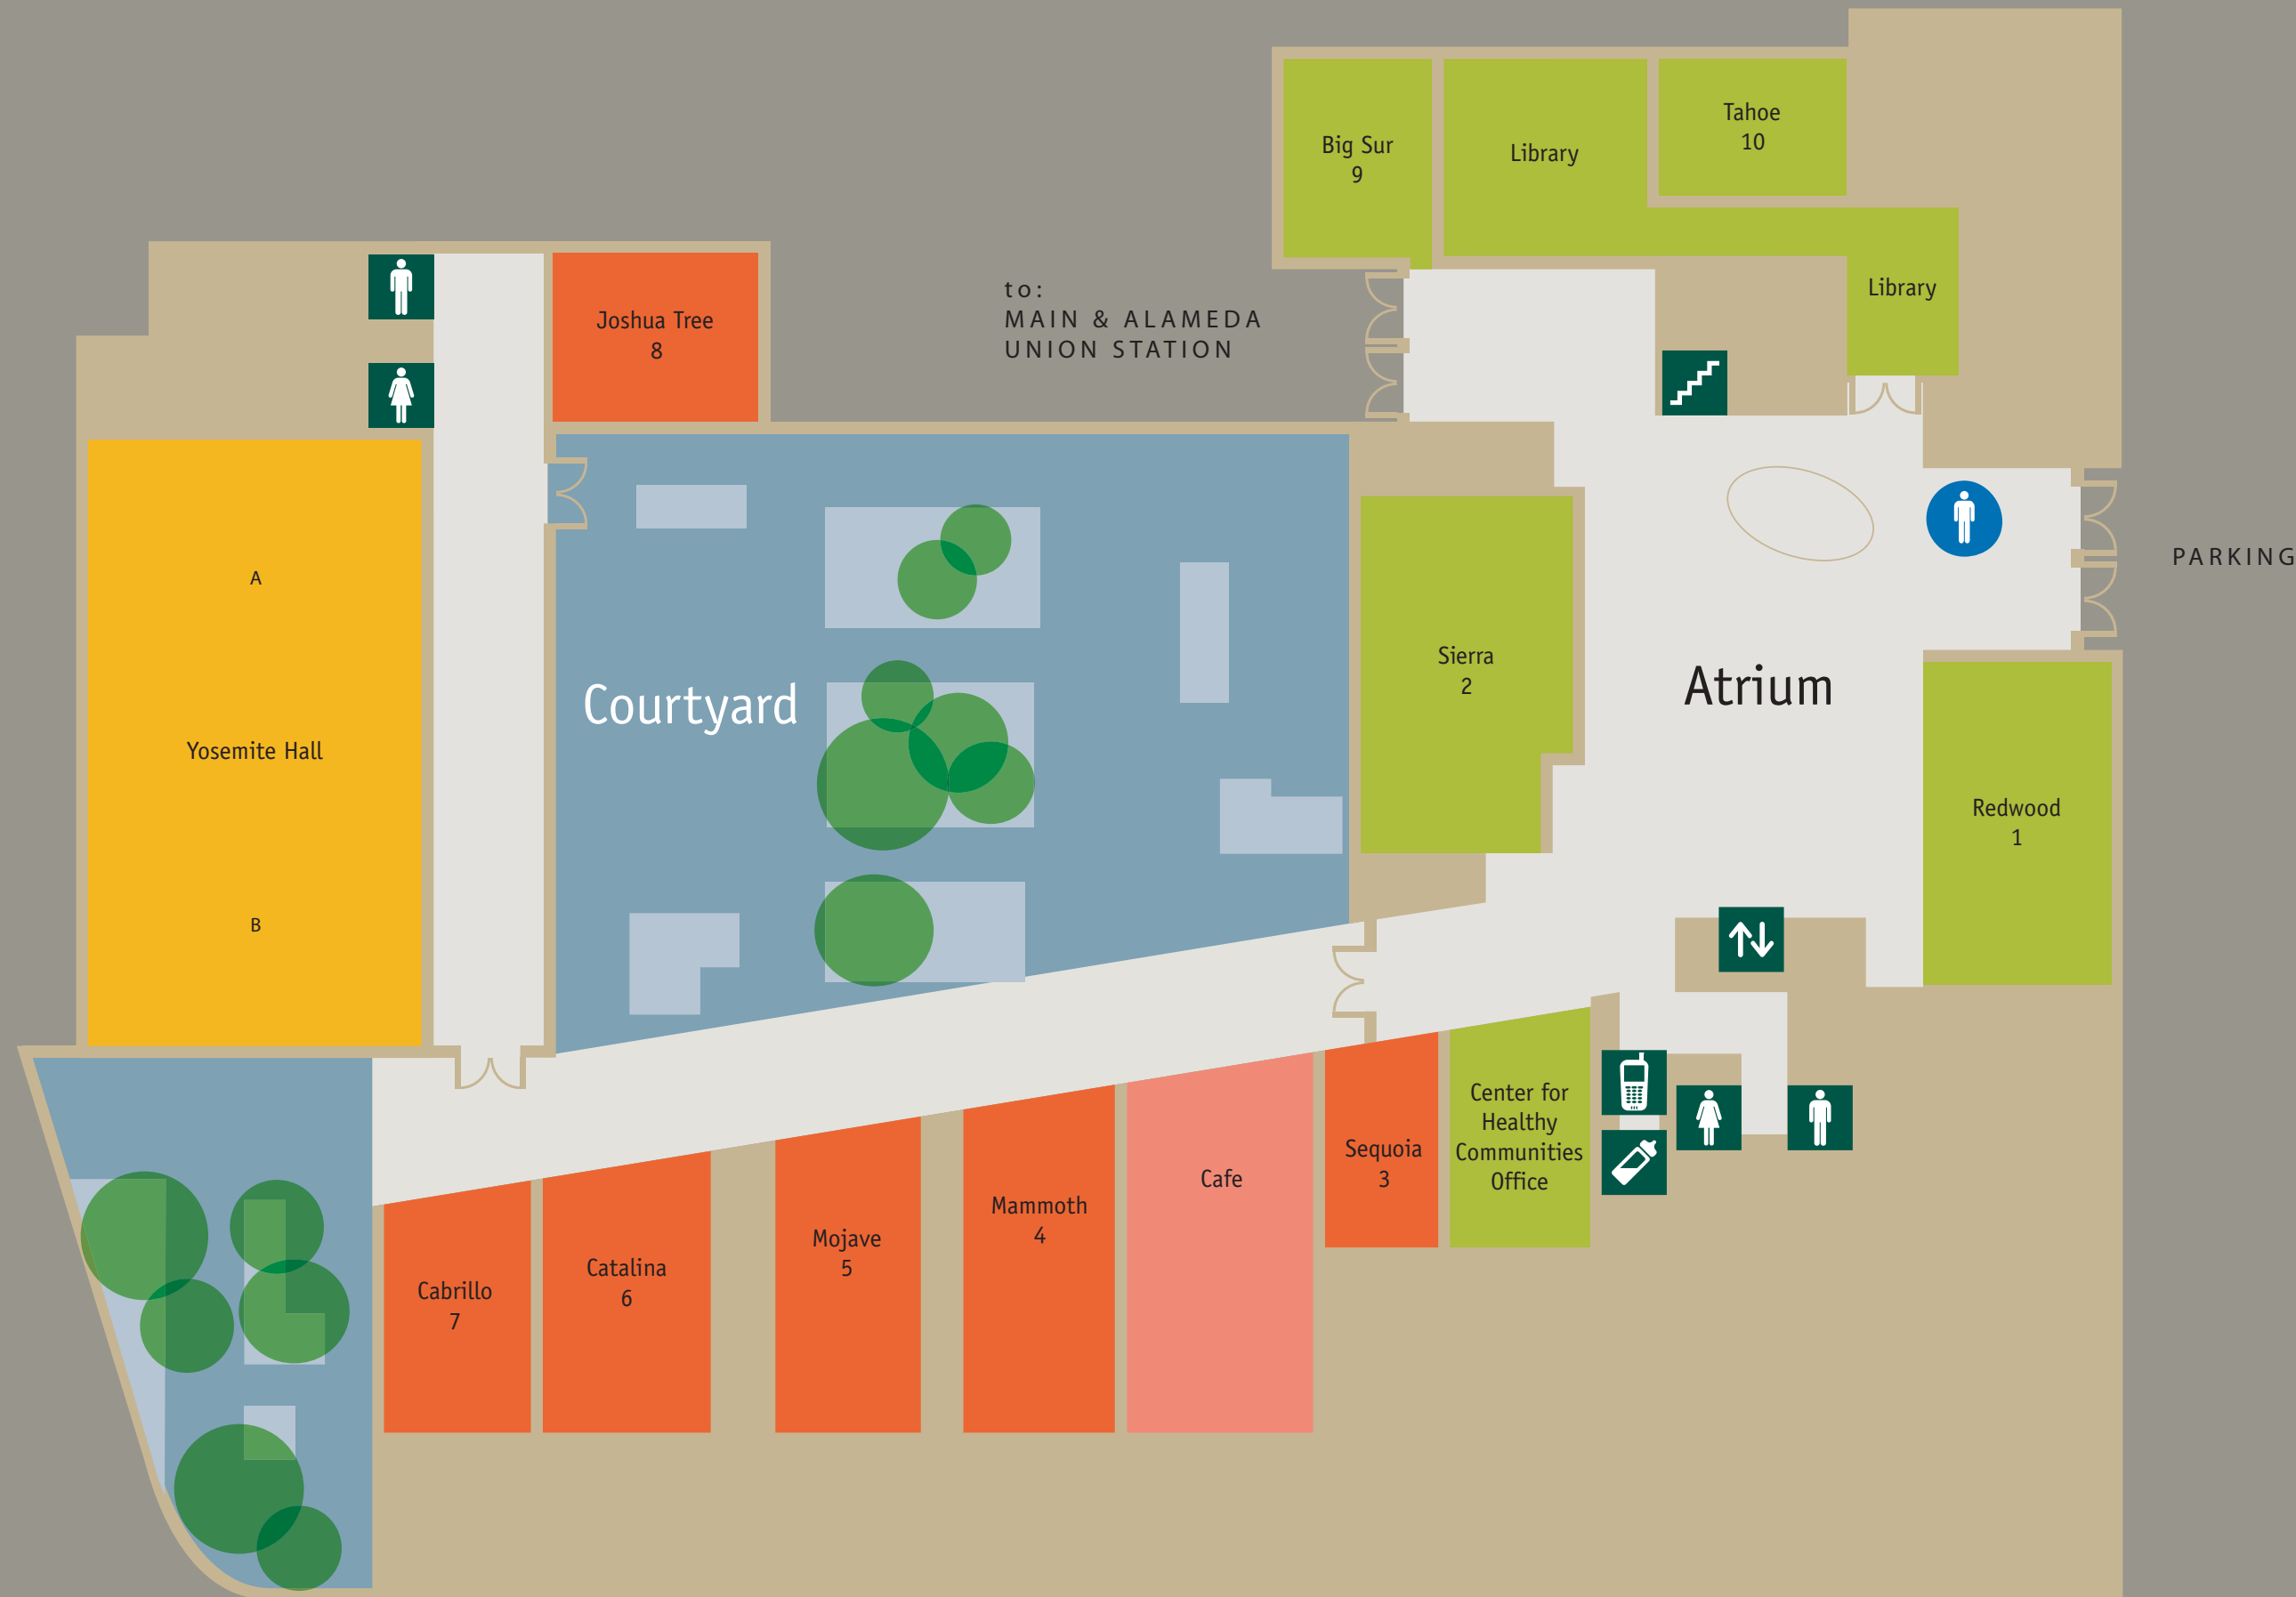 Big Sur
9
Library
Tahoe
10
Library
Joshua Tree
8
to:
MAIN & ALAMEDA
UNION STATION
PARKING
A
Yosemite Hall
B
Courtyard
Sierra
2
Atrium
Redwood
1
Cabrillo
7
Catalina
6
Mojave
5
Mammoth
4
Cafe
Sequoia
3
Center for
Healthy
Communities
Office